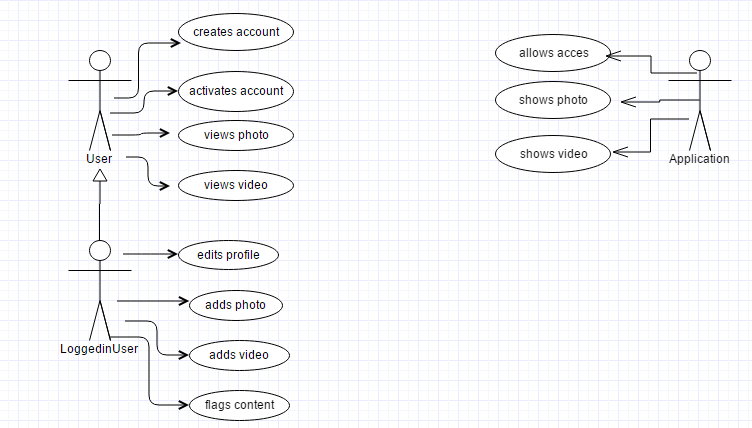 creates account
allows acces
activates account
shows photo
views photo
shows video
User
Application
views video
edits profile
adds photo
LoggedinUser
adds video
flags content